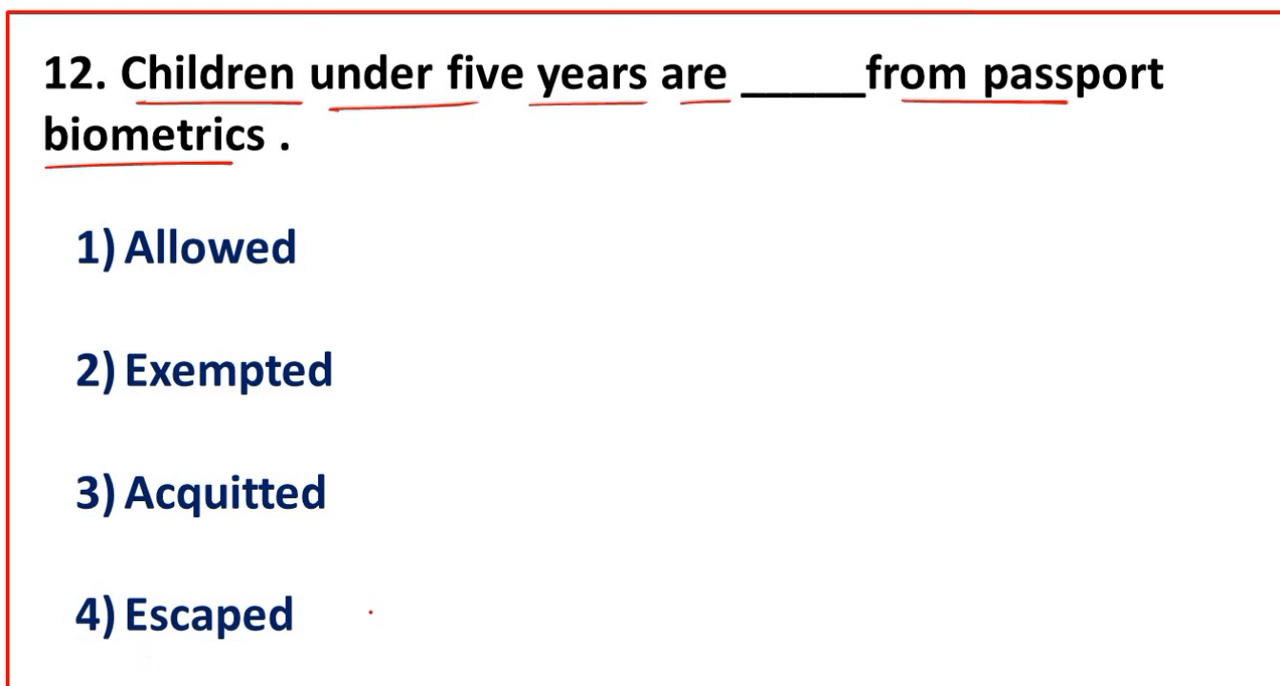 12. Children under five years are _____from passport
biometrics .
1) Allowed
2) Exempted
3) Acquitted
4) Escaped